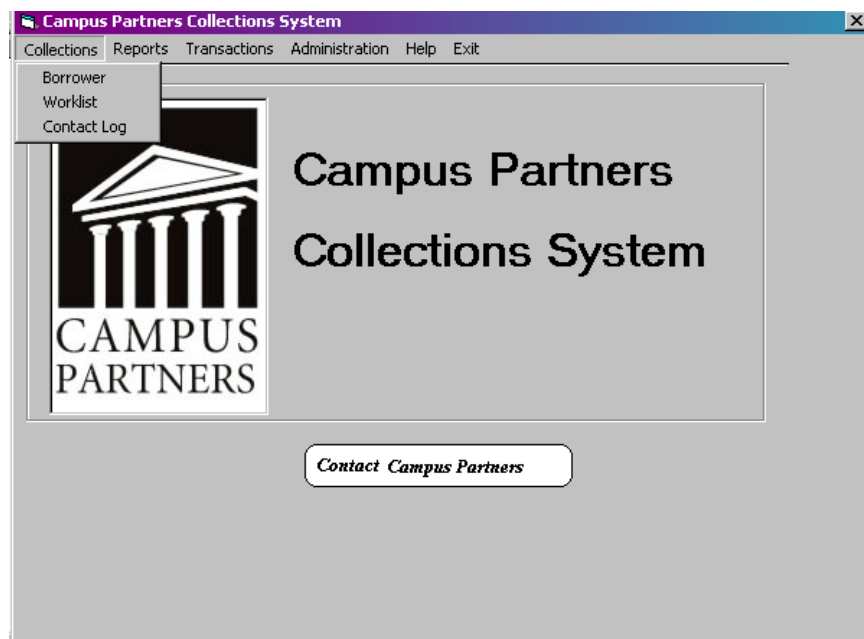 Campus Partners Collections System
Collections Reports Transactions Administration Help Exit
Borrower
Worklist
Contact Log
Campus Partners
Collections System
CAMPUS
PARTNERS
Contact Campus Partners